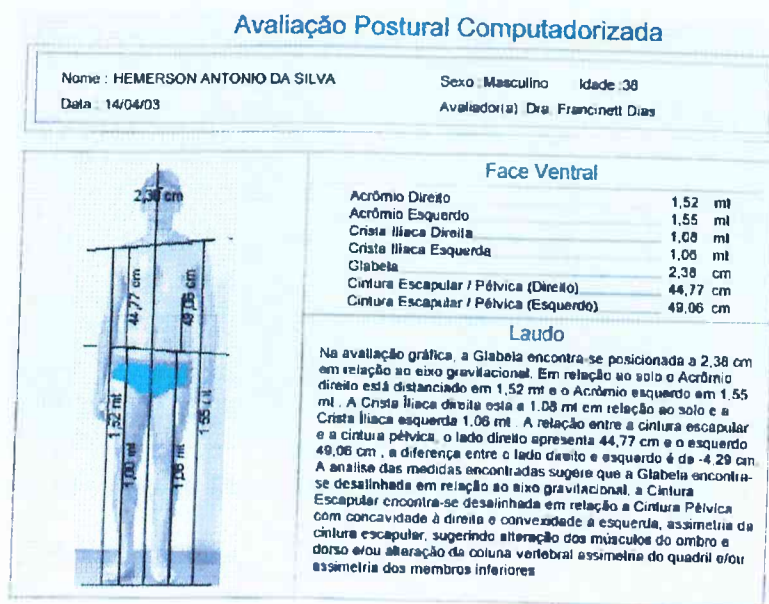 Avaliação Postural Computadorizada
Nome : HEMERSON ANTONIO DA SILVA
Sexo : Masculino Idade :38
Data : 14/04/03
Avaliador(a) Dra. Francinett Dias
2,38 cm
44,77 cm
49,06 cm
1,52 mt
1,55 mt
1,06 mt
Face Ventral
Acrômio Direito 1,52 mt
Acrômio Esquerdo 1,55 mt
Crista Ilíaca Direita 1,08 mt
Crista Ilíaca Esquerda 1,06 mt
Glabela 2,38 cm
Cintura Escapular / Pélvica (Direito) 44,77 cm
Cintura Escapular / Pélvica (Esquerdo) 49,06 cm
Laudo
Na avaliação gráfica, a Glabela encontra-se posicionada a 2,38 cm
em relação ao eixo gravitacional. Em relação ao solo o Acrômio
direito está distanciado em 1,52 mt e o Acrômio esquerdo em 1,55
mt . A Crista Ílíaca direita esta a 1.08 mt em relação ao solo e a
Crista Ílíaca esquerda 1,06 mt . A relação entre a cintura escapular
e a cintura pélvica, o lado direito apresenta 44,77 cm e o esquerdo
49,06 cm , a diferença entre o lado direito e esquerdo é de -4,29 cm.
A analise das medidas encontradas sugere que a Glabela encontra-
se desalinhada em relação ao eixo gravitacional, a Cintura
Escapular encontra-se desalinhada em relação a Cintura Pélvica
com concavidade à direita e convexidade à esquerda, assimetria da
cintura escapular, sugerindo alteração dos músculos do ombro e
dorso e/ou alteração da coluna vertebral assimetria do quadril e/ou
assimetria dos membros inferiores